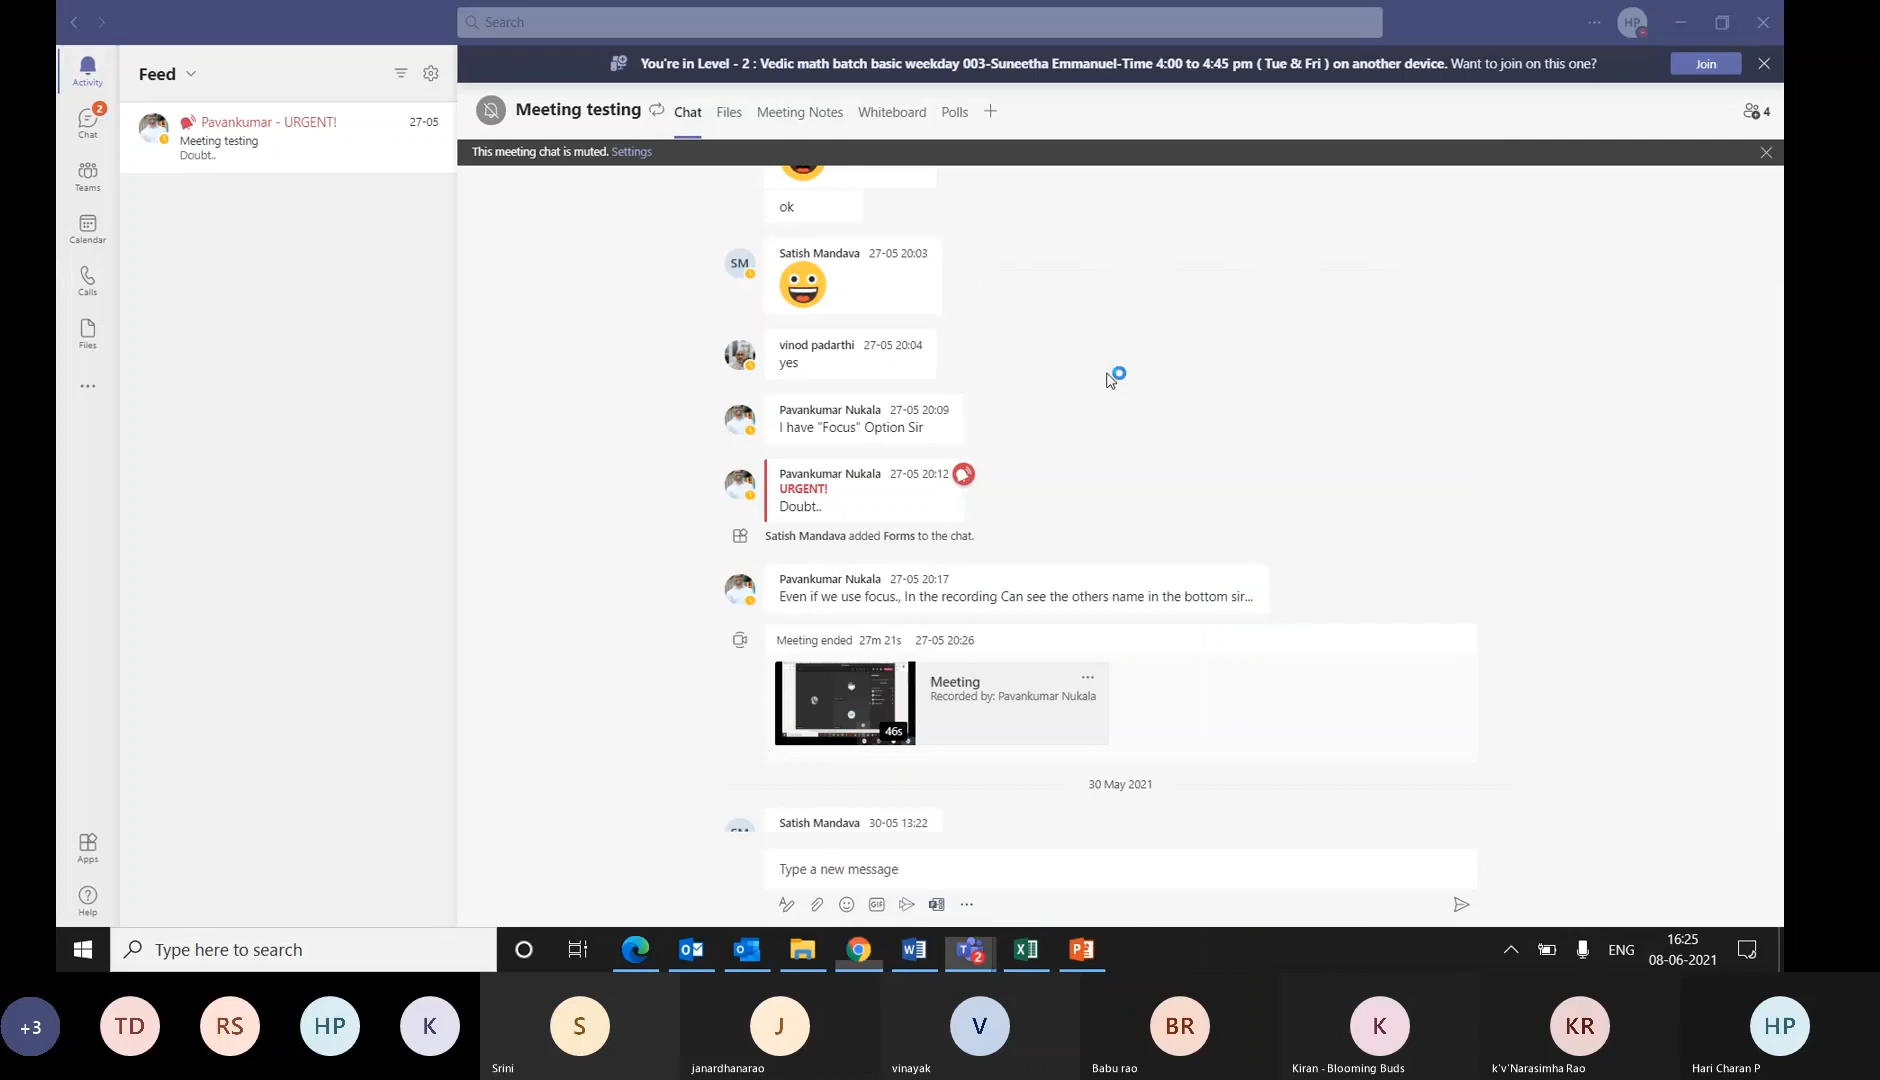 Search
HP
You're in Level - 2 : Vedic math batch basic weekday 003-Suneetha Emmanuel-Time 4:00 to 4:45 pm ( Tue & Fri ) on another device. Want to join on this one?
Join
Activity
2
Chat
Teams
Calendar
Calls
Files
Apps
Help
Feed
Pavankumar - URGENT!
27-05
Meeting testing
Doubt..
Meeting testing
Chat
Files
Meeting Notes
Whiteboard
Polls
4
This meeting chat is muted. Settings
ok
SM
Satish Mandava 27-05 20:03
vinod padarthi 27-05 20:04
yes
Pavankumar Nukala 27-05 20:09
I have "Focus" Option Sir
Pavankumar Nukala 27-05 20:12
URGENT!
Doubt..
Satish Mandava added Forms to the chat.
Pavankumar Nukala 27-05 20:17
Even if we use focus., In the recording Can see the others name in the bottom sir...
Meeting ended 27m 21s 27-05 20:26
46s
Meeting
Recorded by: Pavankumar Nukala
30 May 2021
SM
Satish Mandava 30-05 13:22
Type a new message
GIF
Type here to search
2
ENG
16:25
08-06-2021
+3
TD
RS
HP
K
S
Srini
J
janardhanarao
V
vinayak
BR
Babu rao
K
Kiran - Blooming Buds
KR
k'v'Narasimha Rao
HP
Hari Charan P